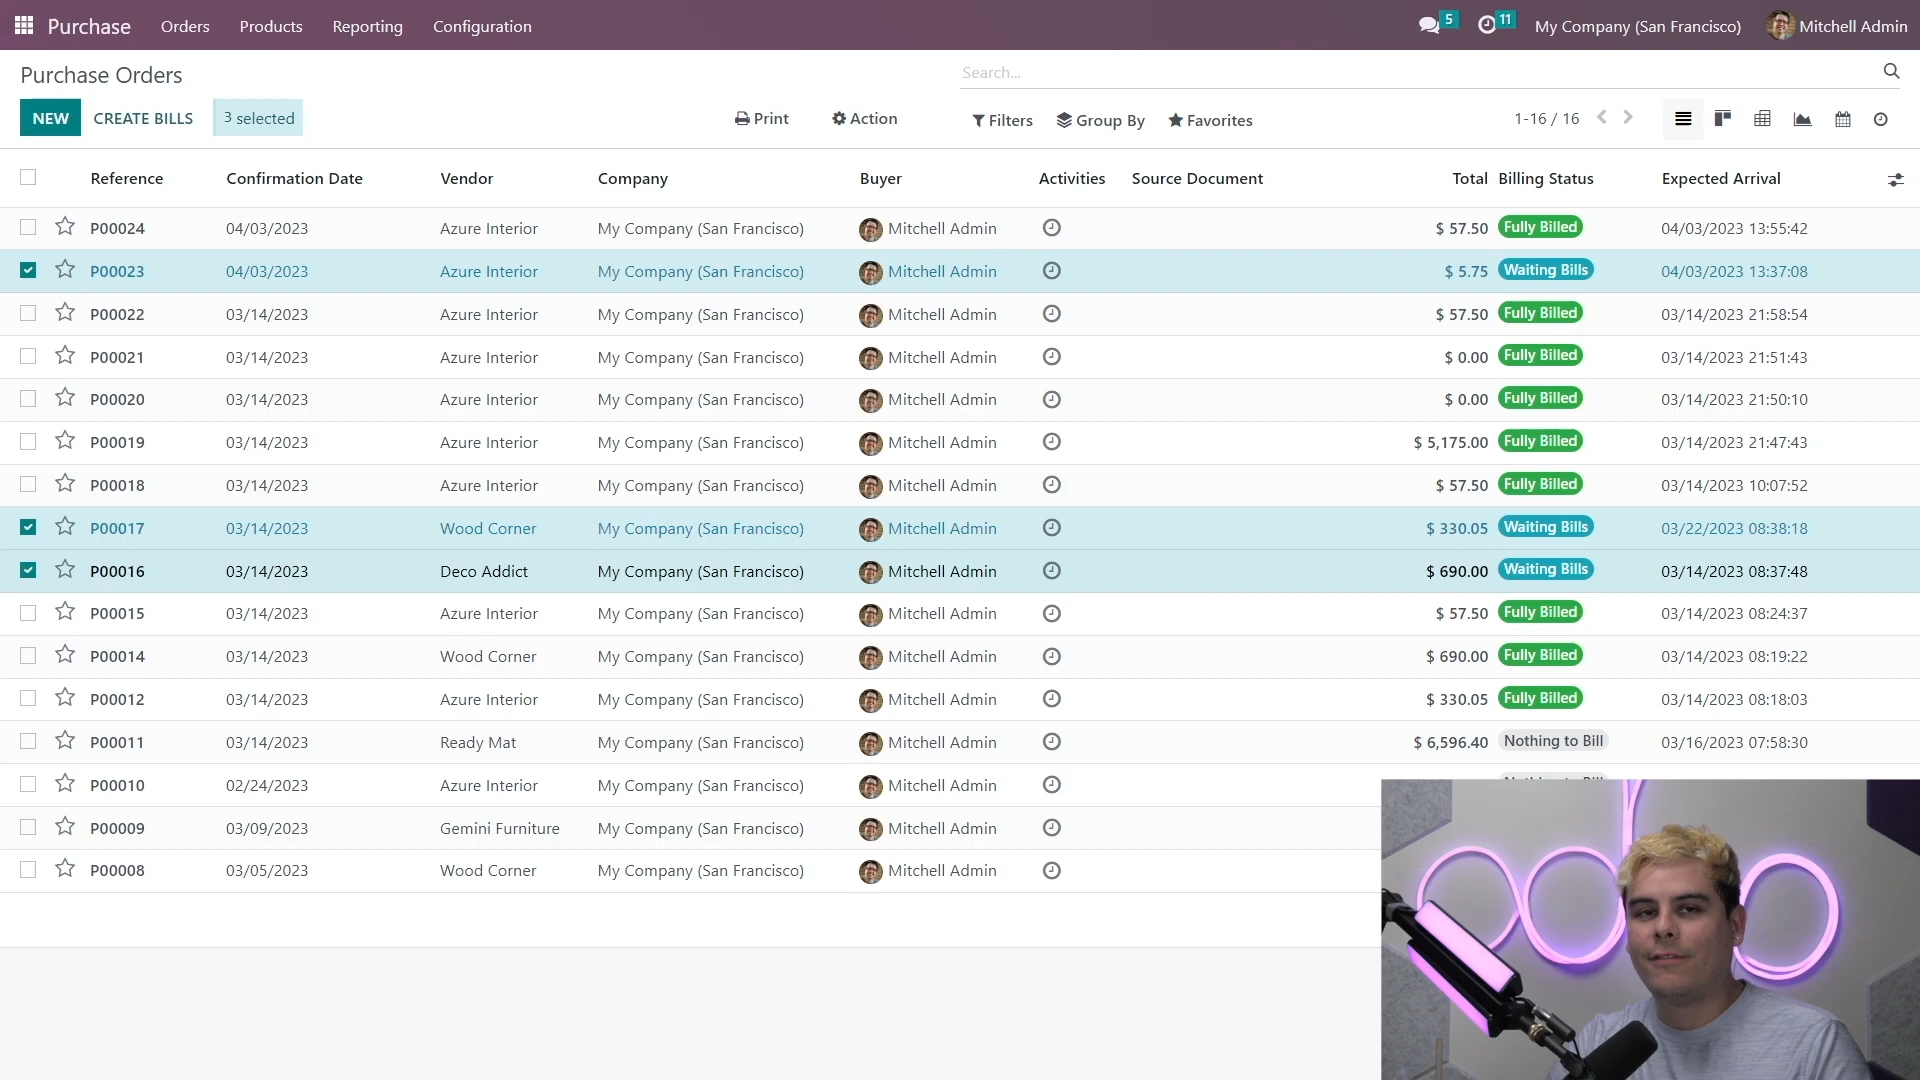 Purchase Orders Products Reporting Configuration 5 11 My Company (San Francisco) Mitchell Admin
Purchase Orders Search...
NEW CREATE BILLS 3 selected Print Action Filters Group By Favorites 1-16 / 16
Reference Confirmation Date Vendor Company Buyer Activities Source Document Total Billing Status Expected Arrival
P00024 04/03/2023 Azure Interior My Company (San Francisco) Mitchell Admin $ 57.50 Fully Billed 04/03/2023 13:55:42
P00023 04/03/2023 Azure Interior My Company (San Francisco) Mitchell Admin $ 5.75 Waiting Bills 04/03/2023 13:37:08
P00022 03/14/2023 Azure Interior My Company (San Francisco) Mitchell Admin $ 57.50 Fully Billed 03/14/2023 21:58:54
P00021 03/14/2023 Azure Interior My Company (San Francisco) Mitchell Admin $ 0.00 Fully Billed 03/14/2023 21:51:43
P00020 03/14/2023 Azure Interior My Company (San Francisco) Mitchell Admin $ 0.00 Fully Billed 03/14/2023 21:50:10
P00019 03/14/2023 Azure Interior My Company (San Francisco) Mitchell Admin $ 5,175.00 Fully Billed 03/14/2023 21:47:43
P00018 03/14/2023 Azure Interior My Company (San Francisco) Mitchell Admin $ 57.50 Fully Billed 03/14/2023 10:07:52
P00017 03/14/2023 Wood Corner My Company (San Francisco) Mitchell Admin $ 330.05 Waiting Bills 03/22/2023 08:38:18
P00016 03/14/2023 Deco Addict My Company (San Francisco) Mitchell Admin $ 690.00 Waiting Bills 03/14/2023 08:37:48
P00015 03/14/2023 Azure Interior My Company (San Francisco) Mitchell Admin $ 57.50 Fully Billed 03/14/2023 08:24:37
P00014 03/14/2023 Wood Corner My Company (San Francisco) Mitchell Admin $ 690.00 Fully Billed 03/14/2023 08:19:22
P00012 03/14/2023 Azure Interior My Company (San Francisco) Mitchell Admin $ 330.05 Fully Billed 03/14/2023 08:18:03
P00011 03/14/2023 Ready Mat My Company (San Francisco) Mitchell Admin $ 6,596.40 Nothing to Bill 03/16/2023 07:58:30
P00010 02/24/2023 Azure Interior My Company (San Francisco) Mitchell Admin
P00009 03/09/2023 Gemini Furniture My Company (San Francisco) Mitchell Admin
P00008 03/05/2023 Wood Corner My Company (San Francisco) Mitchell Admin